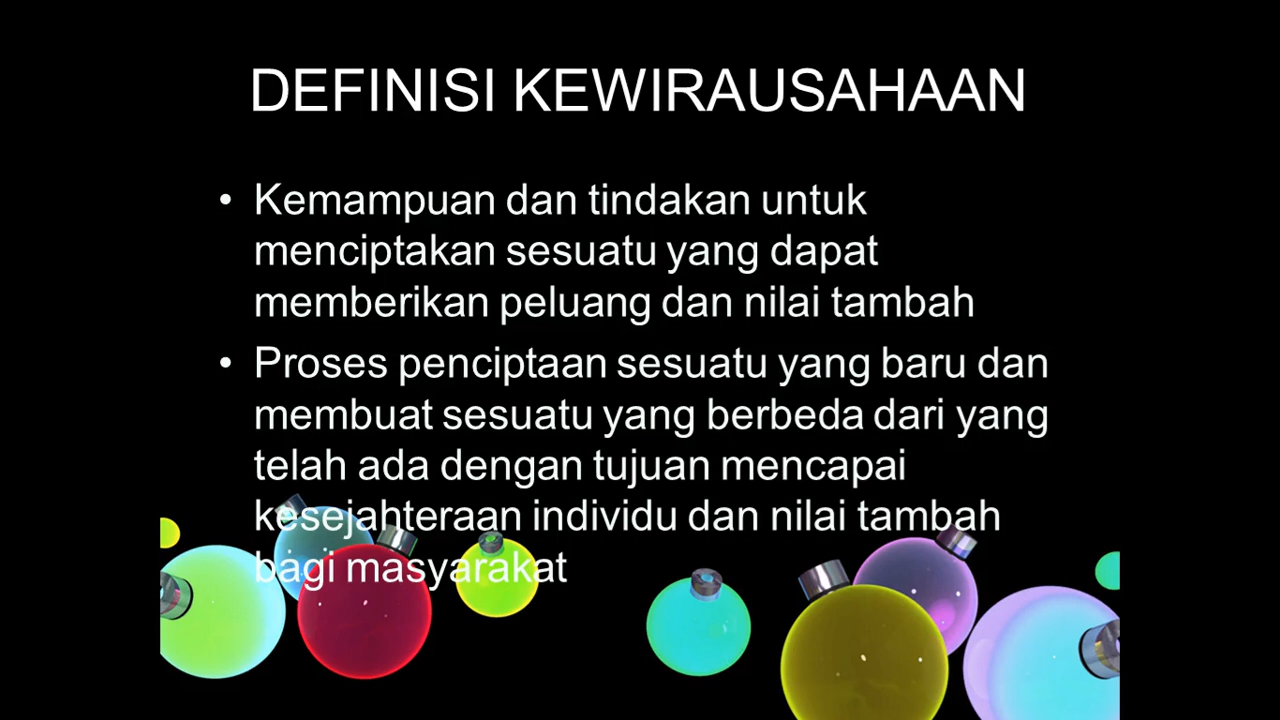 DEFINISI KEWIRAUSAHAAN
• Kemampuan dan tindakan untuk
menciptakan sesuatu yang dapat
memberikan peluang dan nilai tambah
• Proses penciptaan sesuatu yang baru dan
membuat sesuatu yang berbeda dari yang
telah ada dengan tujuan mencapai
kesejahteraan individu dan nilai tambah
bagi masyarakat